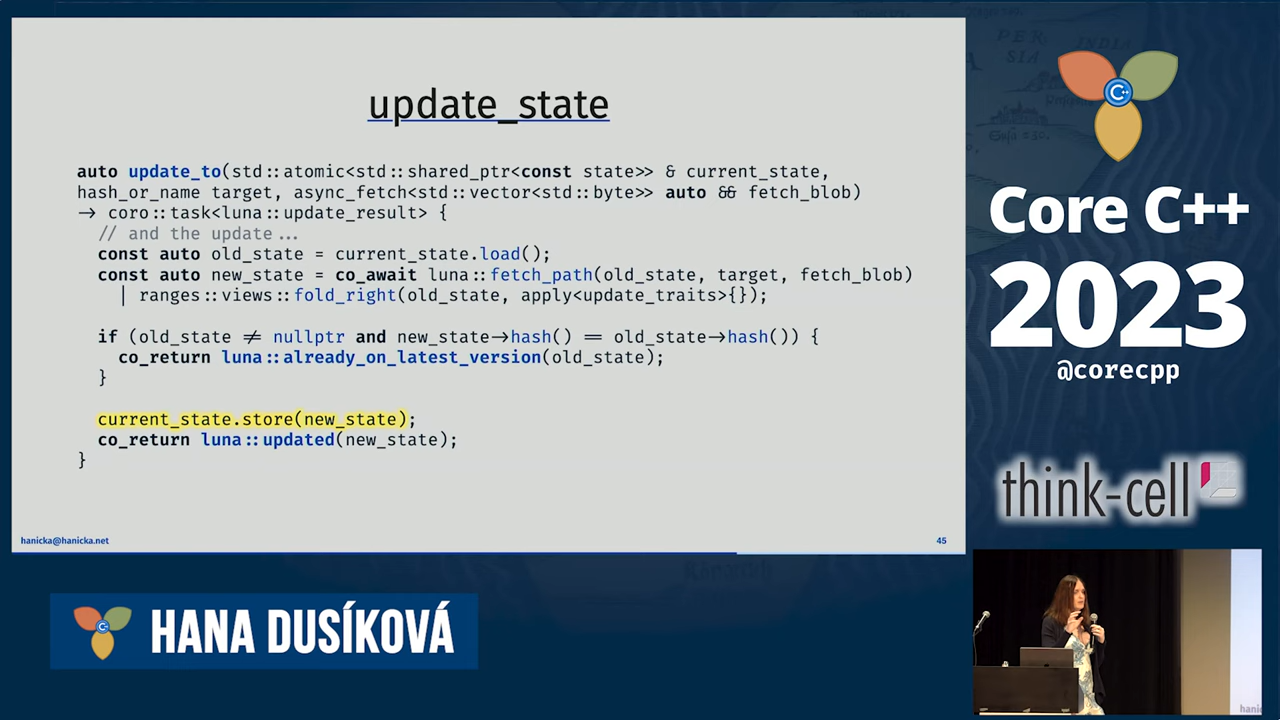 update_state
auto update_to(std::atomic<std::shared_ptr<const state>> & current_state,
hash_or_name target, async_fetch<std::vector<std::byte>> auto && fetch_blob)
-> coro::task<luna::update_result> {
// and the update...
const auto old_state = current_state.load();
const auto new_state = co_await luna::fetch_path(old_state, target, fetch_blob)
| ranges::views::fold_right(old_state, apply<update_traits>{});
if (old_state != nullptr and new_state->hash() == old_state->hash()) {
co_return luna::already_on_latest_version(old_state);
}
current_state.store(new_state);
co_return luna::updated(new_state);
}
hanicka@hanicka.net
45
C++
Core C++
2023
@corecpp
think-cell
HANA DUSÍKOVÁ